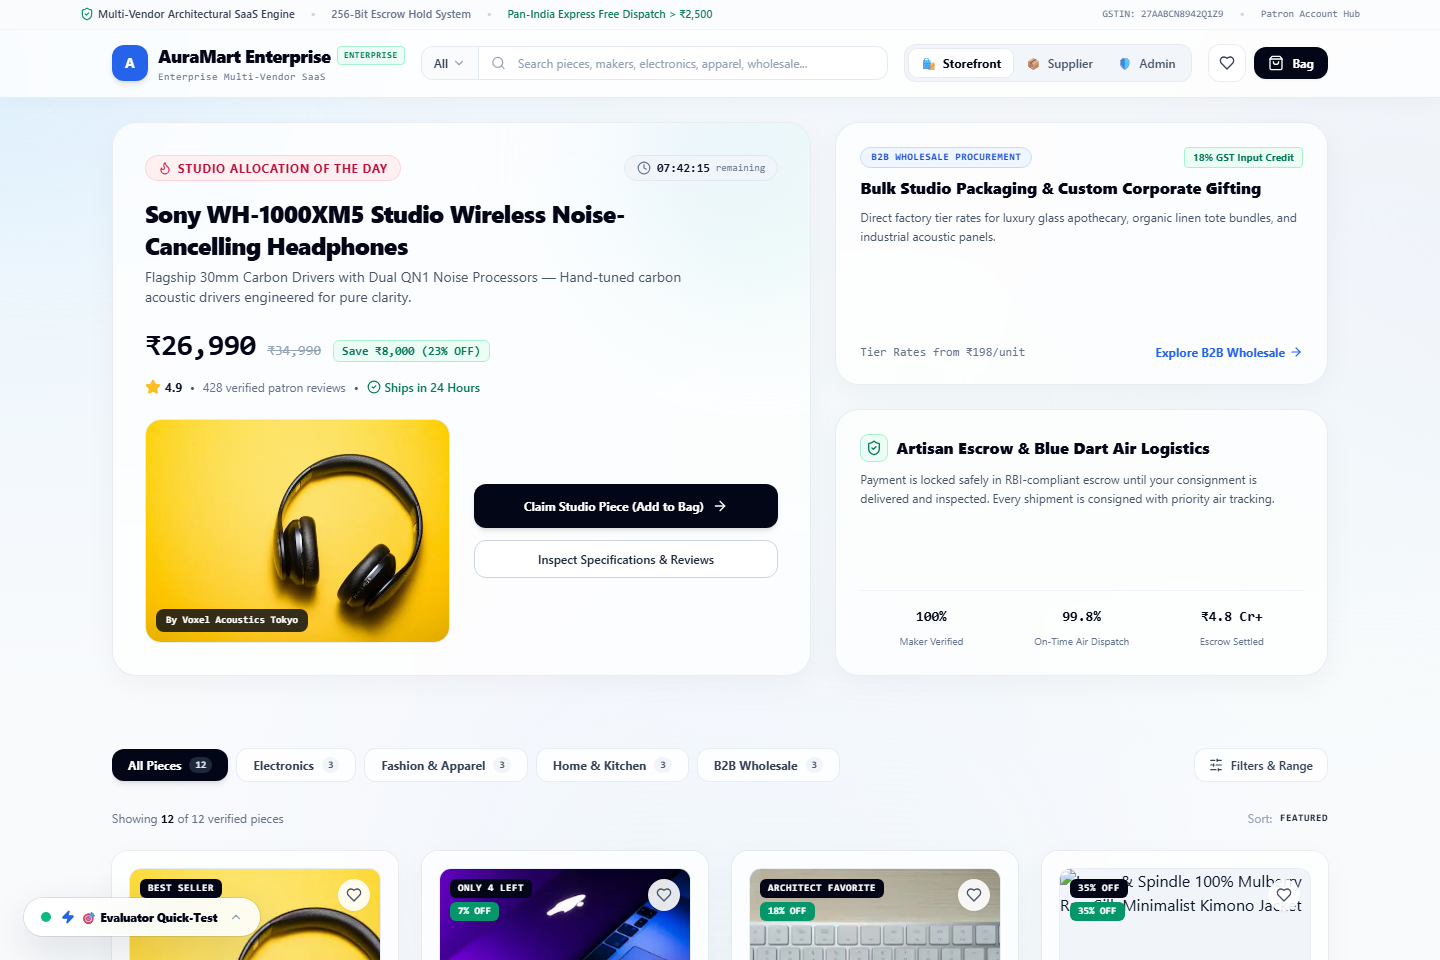 Multi-Vendor Architectural SaaS Engine • 256-Bit Escrow Hold System • Pan-India Express Free Dispatch > ₹2,500
GSTIN: 27AABCN8942Q1Z9 • Patron Account Hub
A
AuraMart Enterprise ENTERPRISE
Enterprise Multi-Vendor SaaS
All
Search pieces, makers, electronics, apparel, wholesale...
Storefront
Supplier
Admin
Bag
STUDIO ALLOCATION OF THE DAY
07:42:15 remaining
Sony WH-1000XM5 Studio Wireless Noise-
Cancelling Headphones
Flagship 30mm Carbon Drivers with Dual QN1 Noise Processors — Hand-tuned carbon
acoustic drivers engineered for pure clarity.
₹26,990 ₹34,990 Save ₹8,000 (23% OFF)
4.9 • 428 verified patron reviews • Ships in 24 Hours
By Voxel Acoustics Tokyo
Claim Studio Piece (Add to Bag)
Inspect Specifications & Reviews
B2B WHOLESALE PROCUREMENT
18% GST Input Credit
Bulk Studio Packaging & Custom Corporate Gifting
Direct factory tier rates for luxury glass apothecary, organic linen tote bundles, and
industrial acoustic panels.
Tier Rates from ₹198/unit
Explore B2B Wholesale
Artisan Escrow & Blue Dart Air Logistics
Payment is locked safely in RBI-compliant escrow until your consignment is
delivered and inspected. Every shipment is consigned with priority air tracking.
100% 99.8% ₹4.8 Cr+
Maker Verified On-Time Air Dispatch Escrow Settled
All Pieces 12
Electronics 3
Fashion & Apparel 3
Home & Kitchen 3
B2B Wholesale 3
Filters & Range
Showing 12 of 12 verified pieces
Sort: FEATURED
BEST SELLER
ONLY 4 LEFT
7% OFF
ARCHITECT FAVORITE
18% OFF
35% OFF
35% OFF
& Spindle 100% Mulberry
Minimalist Kimono Jacket
Evaluator Quick-Test